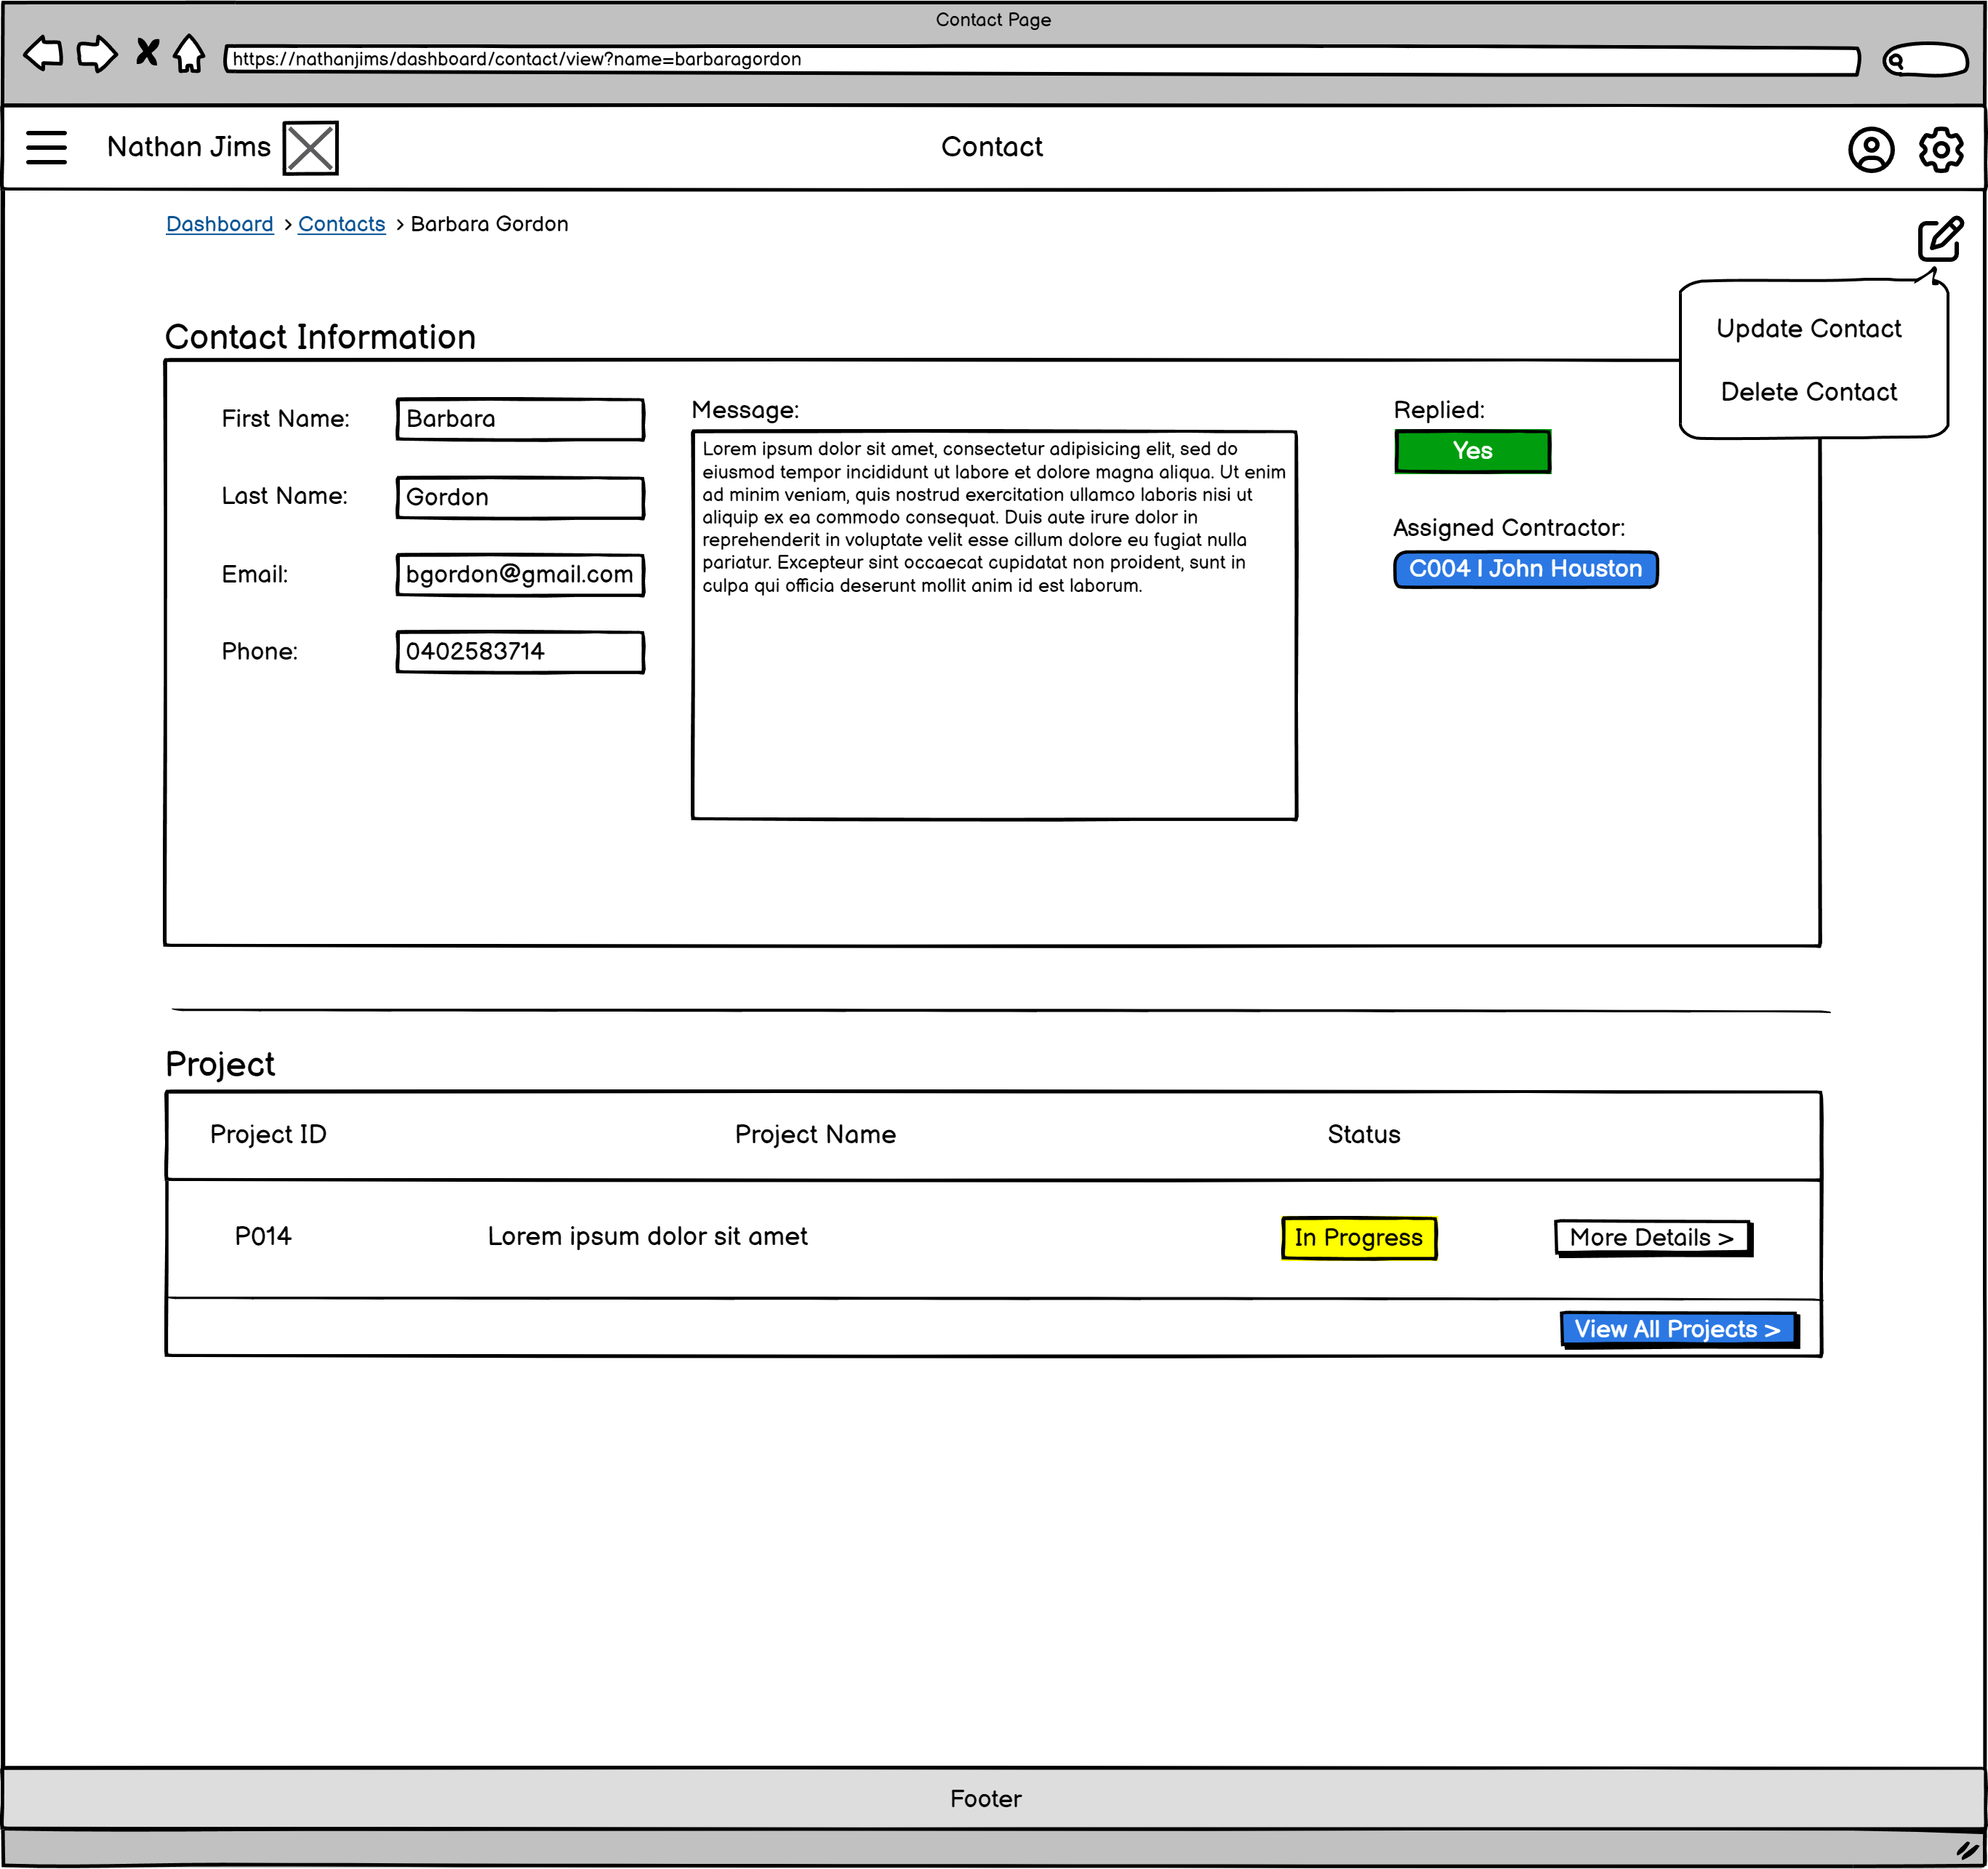 Contact Page
https://nathanjims/dashboard/contact/view?name=barbaragordon
Nathan Jims
Contact
Dashboard > Contacts > Barbara Gordon
Update Contact
Delete Contact
Contact Information
First Name: Barbara
Last Name: Gordon
Email: bgordon@gmail.com
Phone: 0402583714
Message:
Lorem ipsum dolor sit amet, consectetur adipisicing elit, sed do
eiusmod tempor incididunt ut labore et dolore magna aliqua. Ut enim
ad minim veniam, quis nostrud exercitation ullamco laboris nisi ut
aliquip ex ea commodo consequat. Duis aute irure dolor in
reprehenderit in voluptate velit esse cillum dolore eu fugiat nulla
pariatur. Excepteur sint occaecat cupidatat non proident, sunt in
culpa qui officia deserunt mollit anim id est laborum.
Replied:
Yes
Assigned Contractor:
C004 | John Houston
Project
Project ID Project Name Status
P014 Lorem ipsum dolor sit amet In Progress More Details >
View All Projects >
Footer